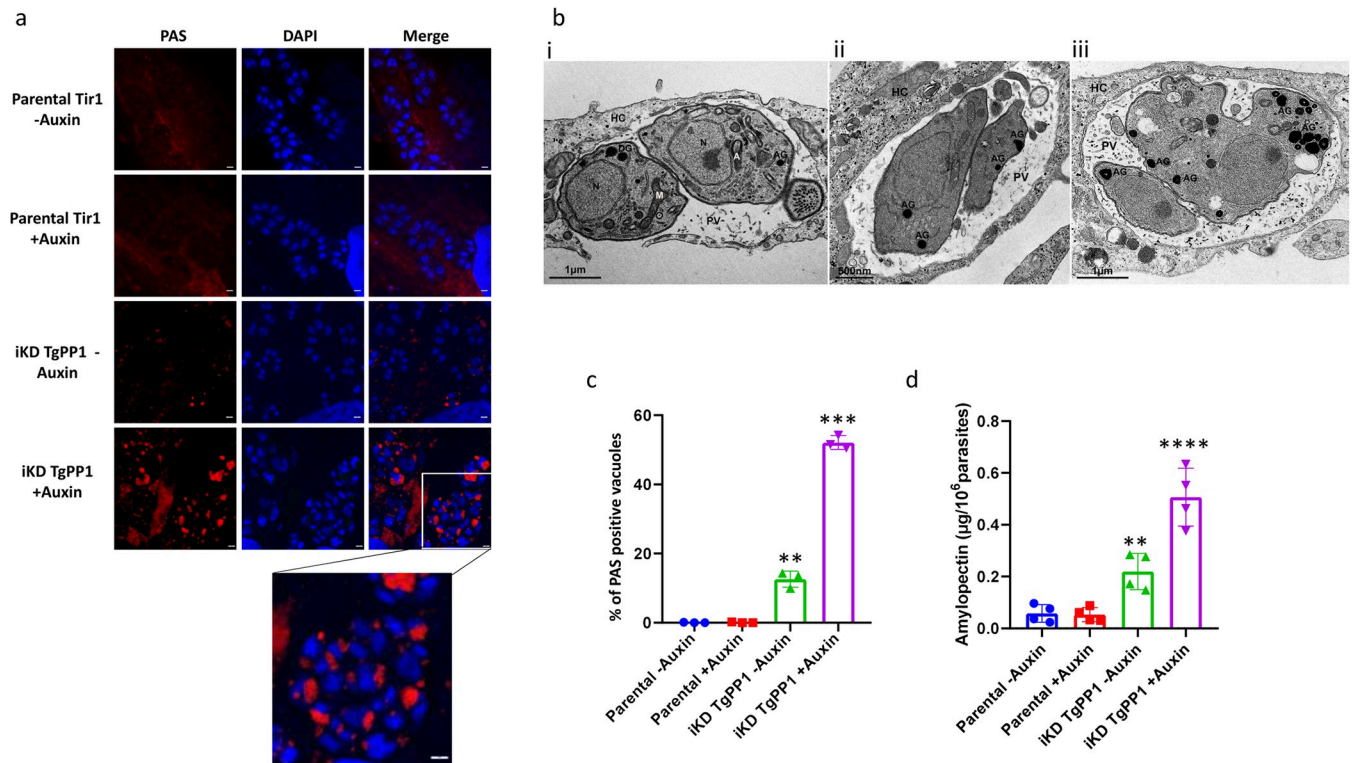 a
PAS DAPI Merge
Parental Tir1
-Auxin
Parental Tir1
+Auxin
iKD TgPP1 -
Auxin
iKD TgPP1
+Auxin
b
i
HC
N
DG
A
AG
N
M
PV
1μm
ii
HC
AG
AG
PV
AG
AG
500nm
iii
HC
AG
AG
PV
AG
AG
AG
1μm
c
% of PAS positive vacuoles
60
40
20
0
***
**
Parental -Auxin
Parental +Auxin
iKD TgPP1 -Auxin
iKD TgPP1 +Auxin
d
Amylopectin (μg/10⁶parasites)
0.8
0.6
0.4
0.2
0.0
****
**
Parental -Auxin
Parental +Auxin
iKD TgPP1 -Auxin
iKD TgPP1 +Auxin